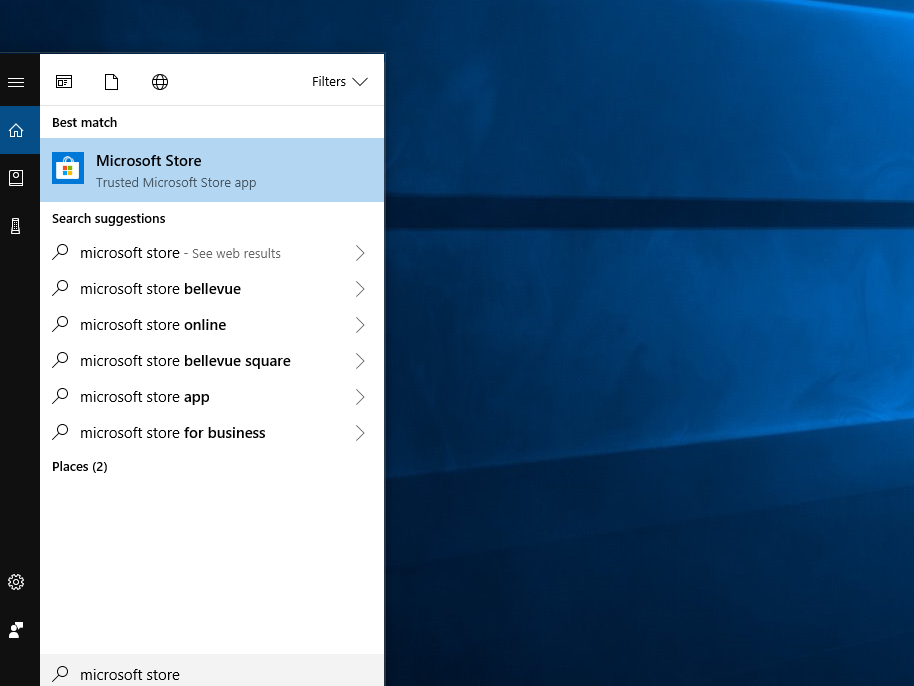 Filters
Best match
Microsoft Store
Trusted Microsoft Store app
Search suggestions
microsoft store - See web results
microsoft store bellevue
microsoft store online
microsoft store bellevue square
microsoft store app
microsoft store for business
Places (2)
microsoft store